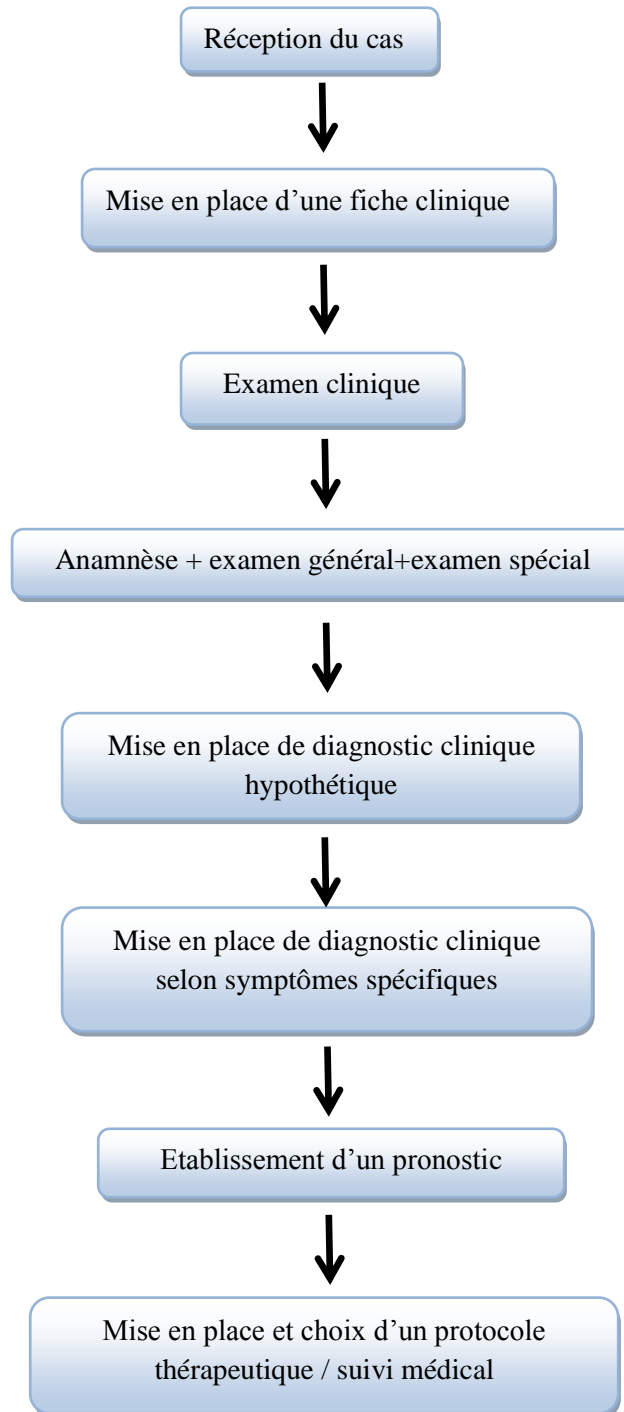 Réception du cas
Mise en place d’une fiche clinique
Examen clinique
Anamnèse + examen général+examen spécial
Mise en place de diagnostic clinique
hypothétique
Mise en place de diagnostic clinique
selon symptômes spécifiques
Etablissement d’un pronostic
Mise en place et choix d’un protocole
thérapeutique / suivi médical